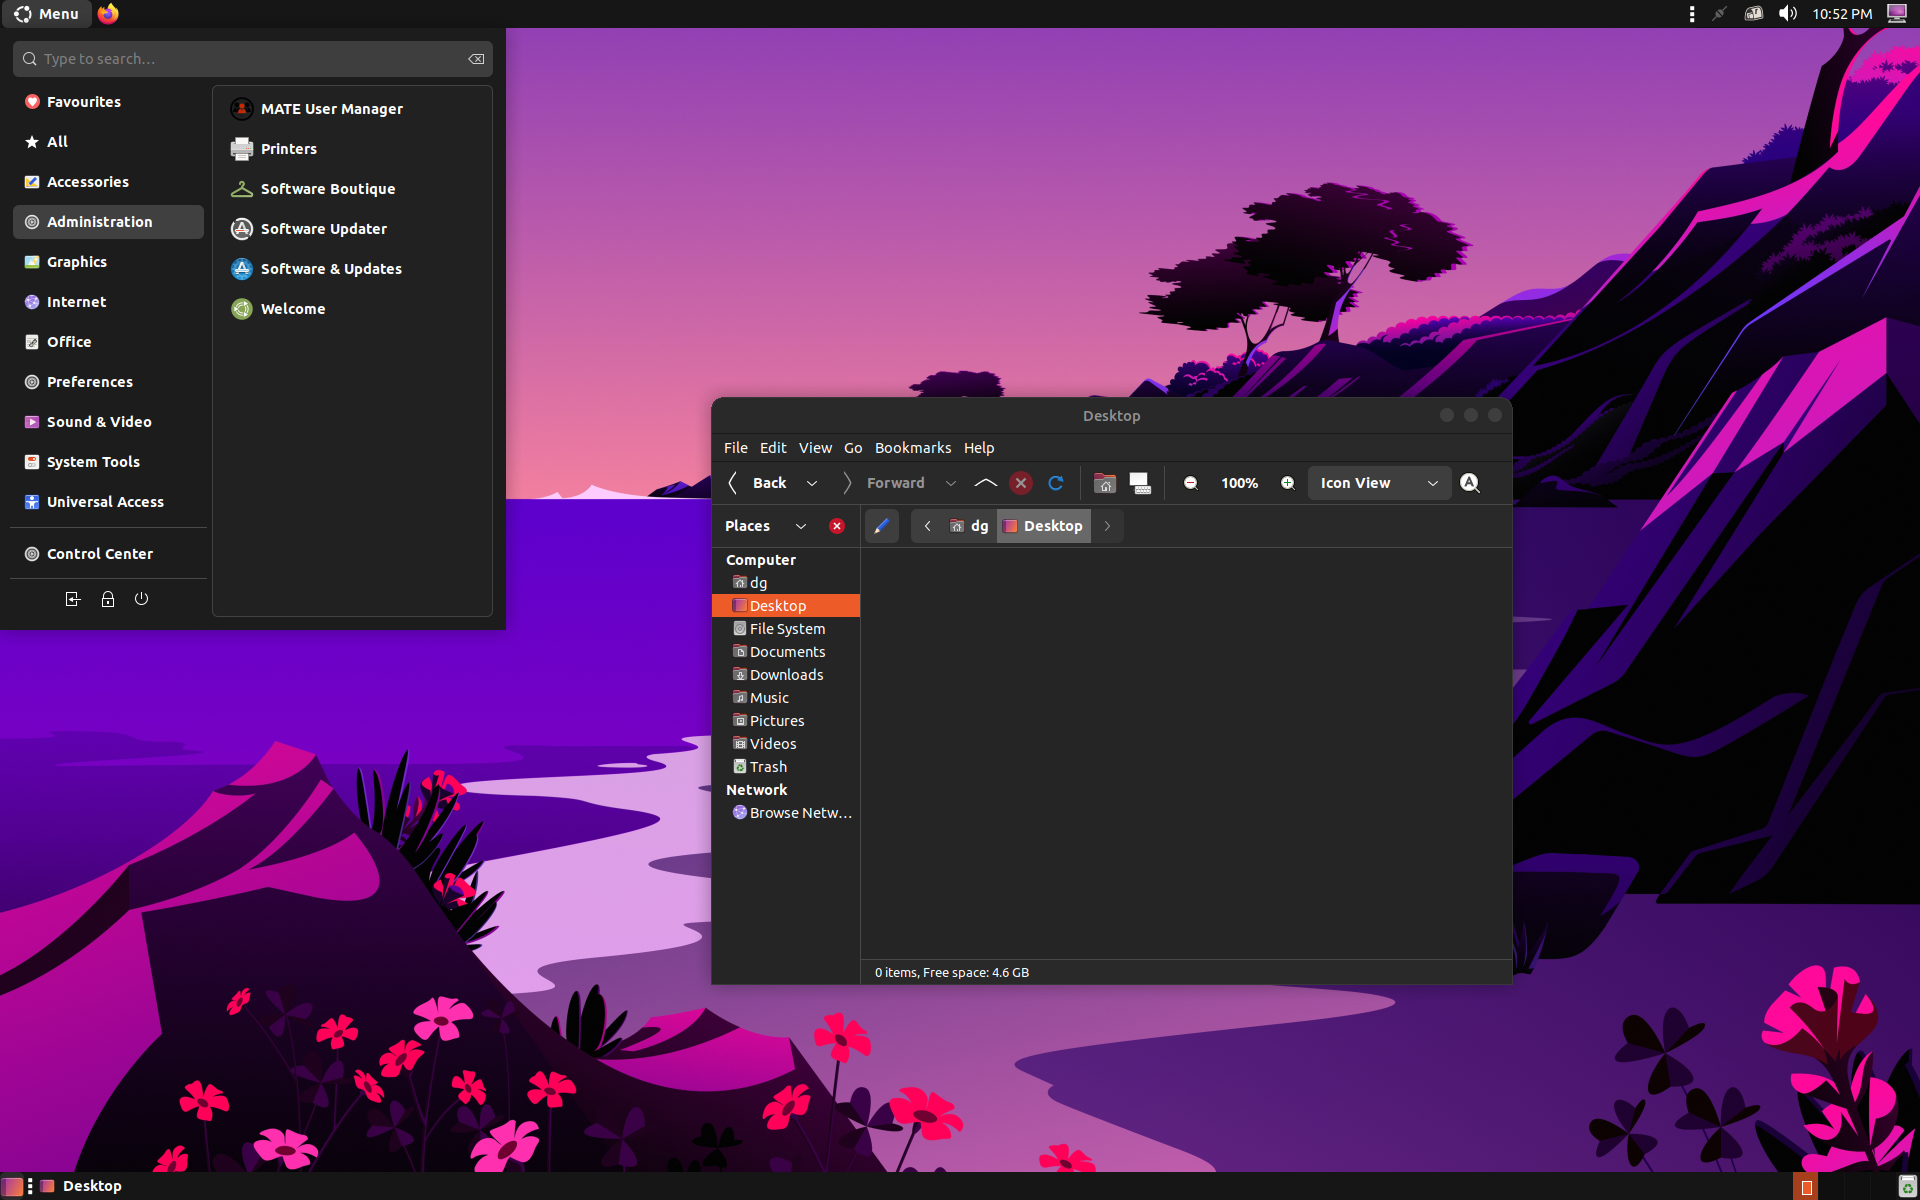 Menu
10:52 PM
Type to search...
Favourites
All
Accessories
Administration
Graphics
Internet
Office
Preferences
Sound & Video
System Tools
Universal Access
Control Center
MATE User Manager
Printers
Software Boutique
Software Updater
Software & Updates
Welcome
Desktop
File Edit View Go Bookmarks Help
Back Forward 100% Icon View
Places dg Desktop
Computer
dg
Desktop
File System
Documents
Downloads
Music
Pictures
Videos
Trash
Network
Browse Netw...
0 items, Free space: 4.6 GB
Desktop